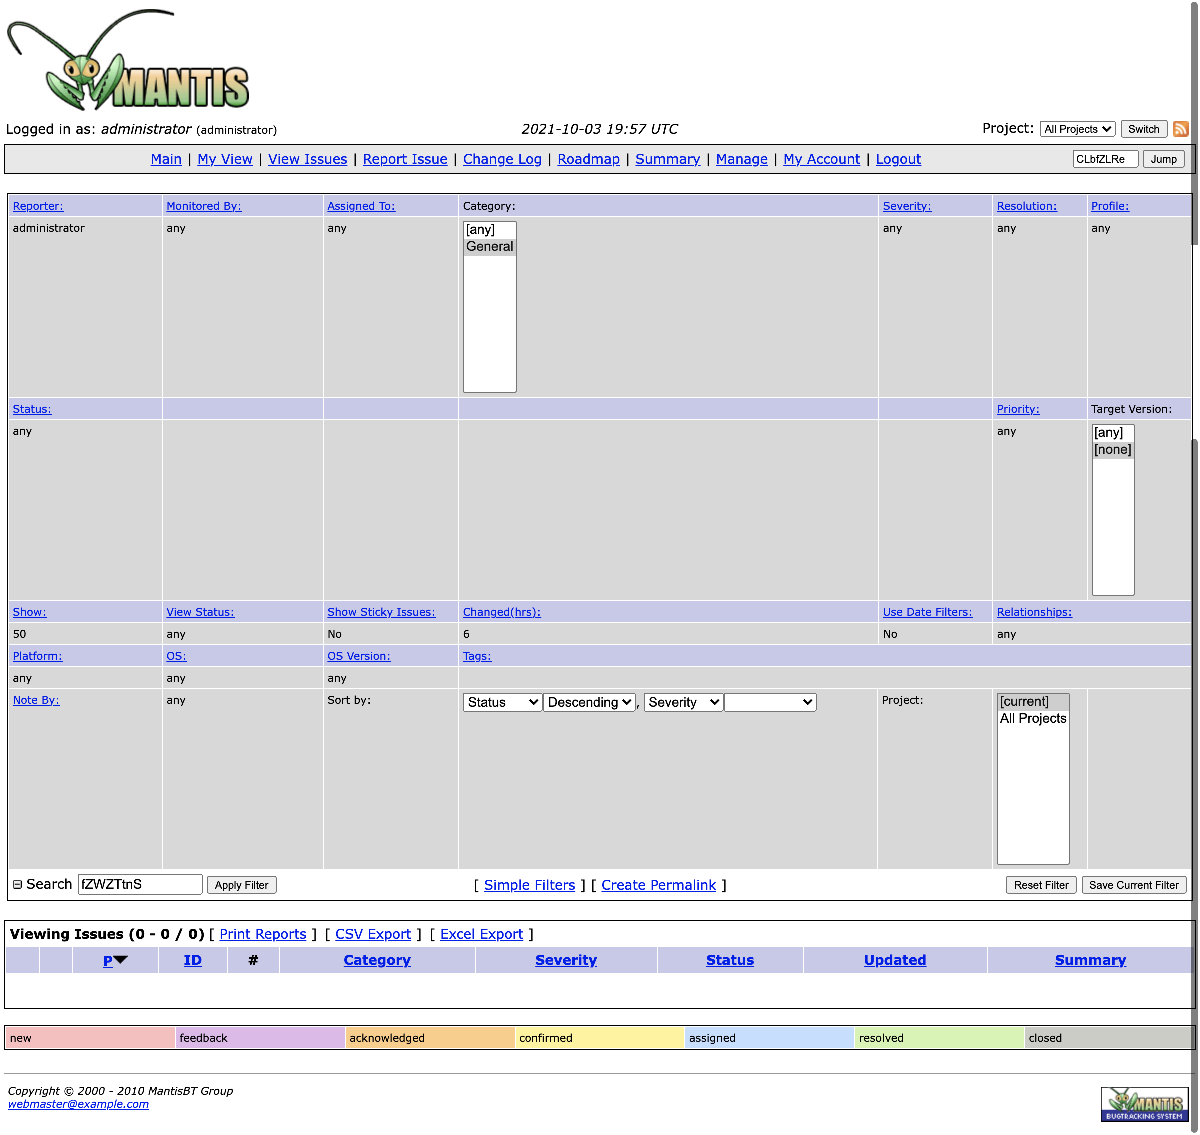 MANTIS
Logged in as: administrator (administrator) 2021-10-03 19:57 UTC Project: All Projects Switch
Main | My View | View Issues | Report Issue | Change Log | Roadmap | Summary | Manage | My Account | Logout CLbfZLRe Jump
Reporter: Monitored By: Assigned To: Category: Severity: Resolution: Profile:
administrator any any [any] any any any
General
Status: Priority: Target Version:
any any [any]
[none]
Show: View Status: Show Sticky Issues: Changed(hrs): Use Date Filters: Relationships:
50 any No 6 No any
Platform: OS: OS Version: Tags:
any any any
Note By: any Sort by: Status Descending , Severity Project: [current]
All Projects
Search fZWZTtnS Apply Filter [ Simple Filters ] [ Create Permalink ] Reset Filter Save Current Filter
Viewing Issues (0 - 0 / 0) [ Print Reports ] [ CSV Export ] [ Excel Export ]
P ID # Category Severity Status Updated Summary
new feedback acknowledged confirmed assigned resolved closed
Copyright © 2000 - 2010 MantisBT Group
webmaster@example.com
MANTIS
BUGTRACKING SYSTEM